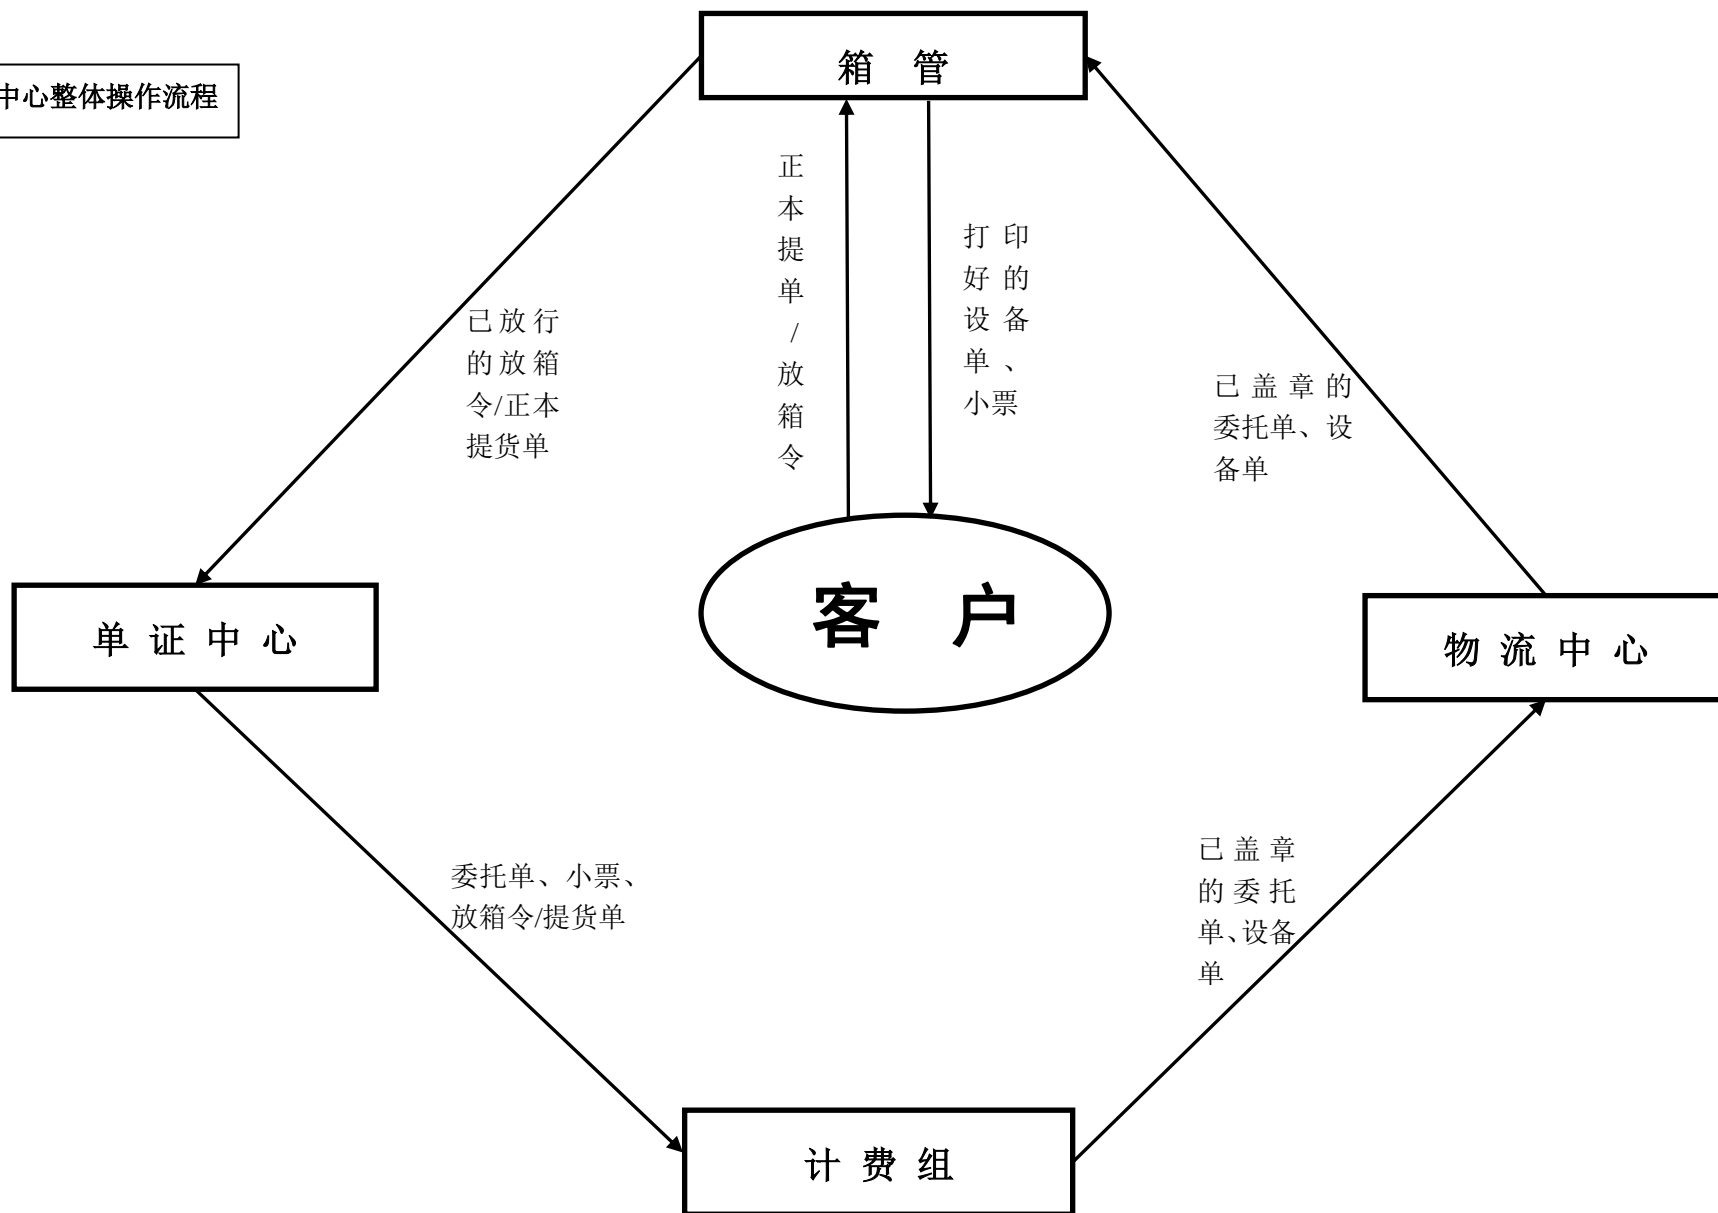 箱 管
中心整体操作流程
正
本
提
单
/
放
箱
令
打印
好的
设备
单、
小票
已放行
的放箱
令/正本
提货单
已盖章的
委托单、设
备单
客 户
单证中心
物流中心
委托单、小票、
放箱令/提货单
已盖章
的委托
单、设备
单
计费组